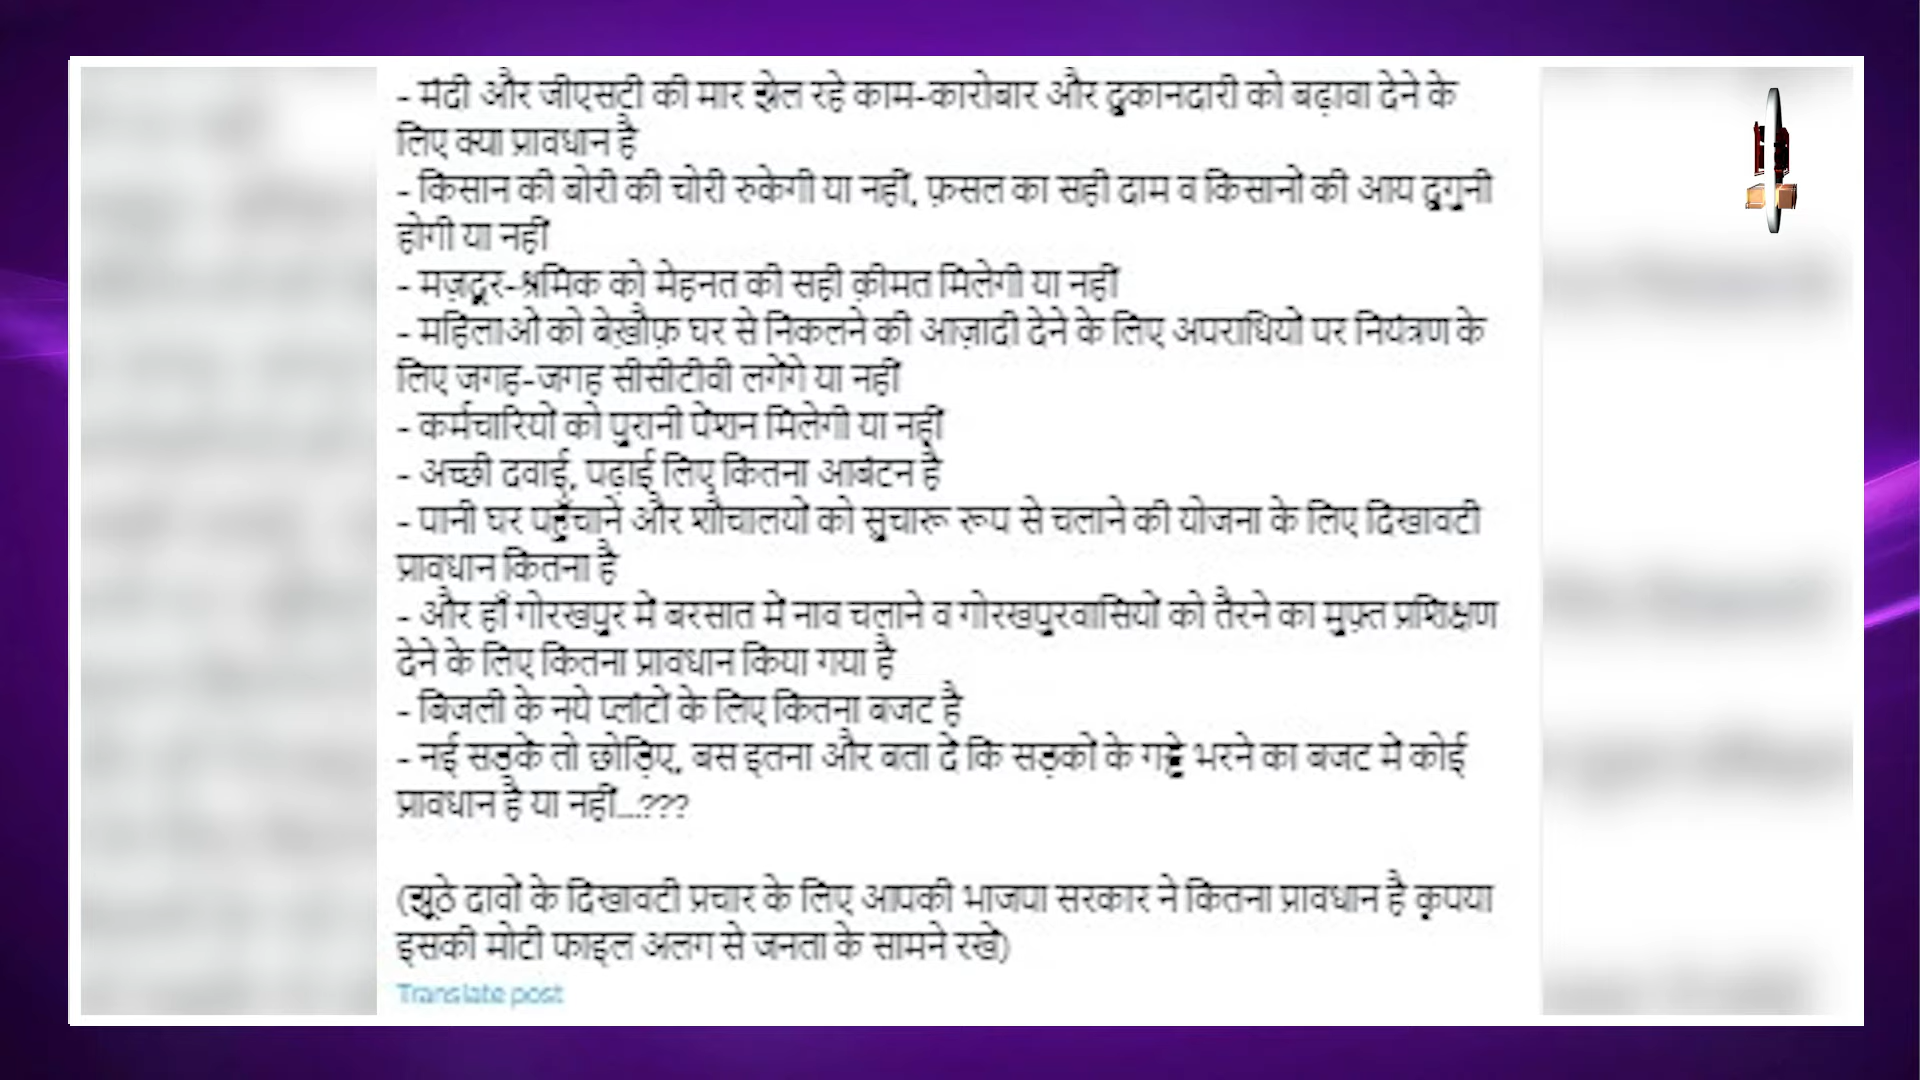 - मंदी और जीएसटी की मार झेल रहे काम-कारोबार और दुकानदारी को बढ़ावा देने के
लिए क्या प्रावधान है
- किसान की बोरी की चोरी रुकेगी या नहीं, फ़सल का सही दाम व किसानों की आय दुगुनी
होगी या नहीं
- मज़दूर-श्रमिक को मेहनत की सही क़ीमत मिलेगी या नहीं
- महिलाओं को बेख़ौफ़ घर से निकलने की आज़ादी देने के लिए अपराधियों पर नियंत्रण के
लिए जगह-जगह सीसीटीवी लगेंगे या नहीं
- कर्मचारियों को पुरानी पेंशन मिलेगी या नहीं
- अच्छी दवाई, पढ़ाई लिए कितना आबंटन है
- पानी घर पहुँचाने और शौचालयों को सुचारू रूप से चलाने की योजना के लिए दिखावटी
प्रावधान कितना है
- और हाँ गोरखपुर में बरसात में नाव चलाने व गोरखपुरवासियों को तैरने का मुफ़्त प्रशिक्षण
देने के लिए कितना प्रावधान किया गया है
- बिजली के नये प्लांटों के लिए कितना बजट है
- नई सड़कें तो छोड़िए, बस इतना और बता दें कि सड़कों के गड्ढे भरने का बजट में कोई
प्रावधान है या नहीं….???
(झूठे दावों के दिखावटी प्रचार के लिए आपकी भाजपा सरकार ने कितना प्रावधान है कृपया
इसकी मोटी फाइल अलग से जनता के सामने रखें)
Translate post